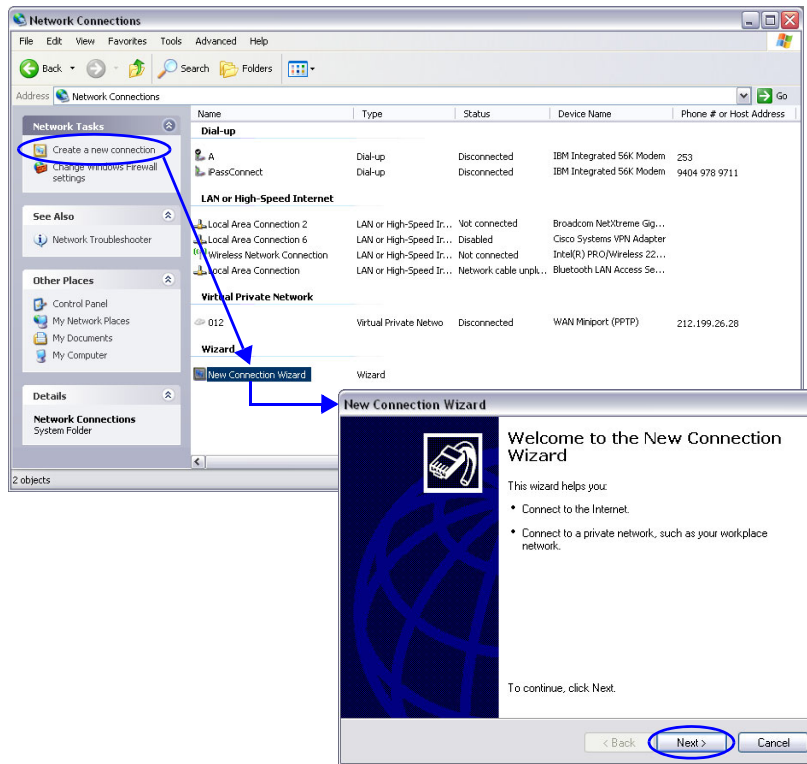 Network Connections
File Edit View Favorites Tools Advanced Help
Back Search Folders
Address Network Connections Go
Network Tasks
Create a new connection
Change Windows Firewall
settings
See Also
Network Troubleshooter
Other Places
Control Panel
My Network Places
My Documents
My Computer
Details
Network Connections
System Folder
Name Type Status Device Name Phone # or Host Address
Dial-up
A Dial-up Disconnected IBM Integrated 56K Modem 253
iPassConnect Dial-up Disconnected IBM Integrated 56K Modem 9404 978 9711
LAN or High-Speed Internet
Local Area Connection 2 LAN or High-Speed Ir... Not connected Broadcom NetXtreme Gig...
Local Area Connection 6 LAN or High-Speed Ir... Disabled Cisco Systems VPN Adapter
Wireless Network Connection LAN or High-Speed Ir... Not connected Intel(R) PRO/Wireless 22...
Local Area Connection LAN or High-Speed Ir... Network cable unpl... Bluetooth LAN Access Se...
Virtual Private Network
012 Virtual Private Netwo Disconnected WAN Miniport (PPTP) 212.199.26.28
Wizard
New Connection Wizard Wizard
2 objects
New Connection Wizard
Welcome to the New Connection
Wizard
This wizard helps you:
• Connect to the Internet.
• Connect to a private network, such as your workplace
network.
To continue, click Next.
< Back Next > Cancel